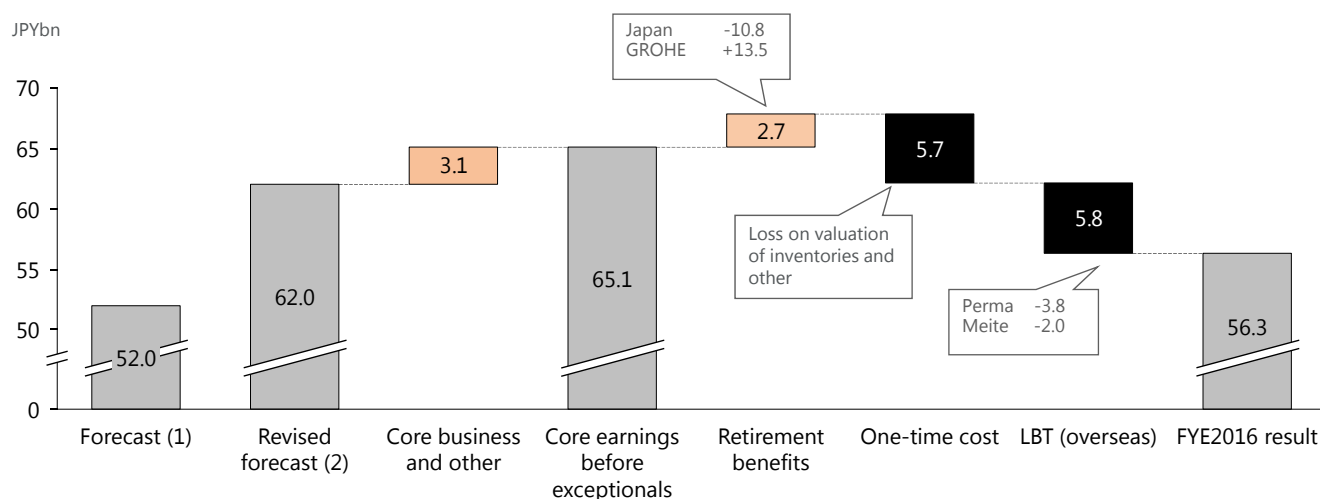 JPYbn
Japan -10.8
GROHE +13.5
70
65
60
55
50
0
52.0
62.0
3.1
65.1
2.7
5.7
5.8
56.3
Loss on valuation
of inventories and
other
Perma -3.8
Meite -2.0
Forecast (1)
Revised
forecast (2)
Core business
and other
Core earnings
before
exceptionals
Retirement
benefits
One-time cost
LBT (overseas)
FYE2016 result